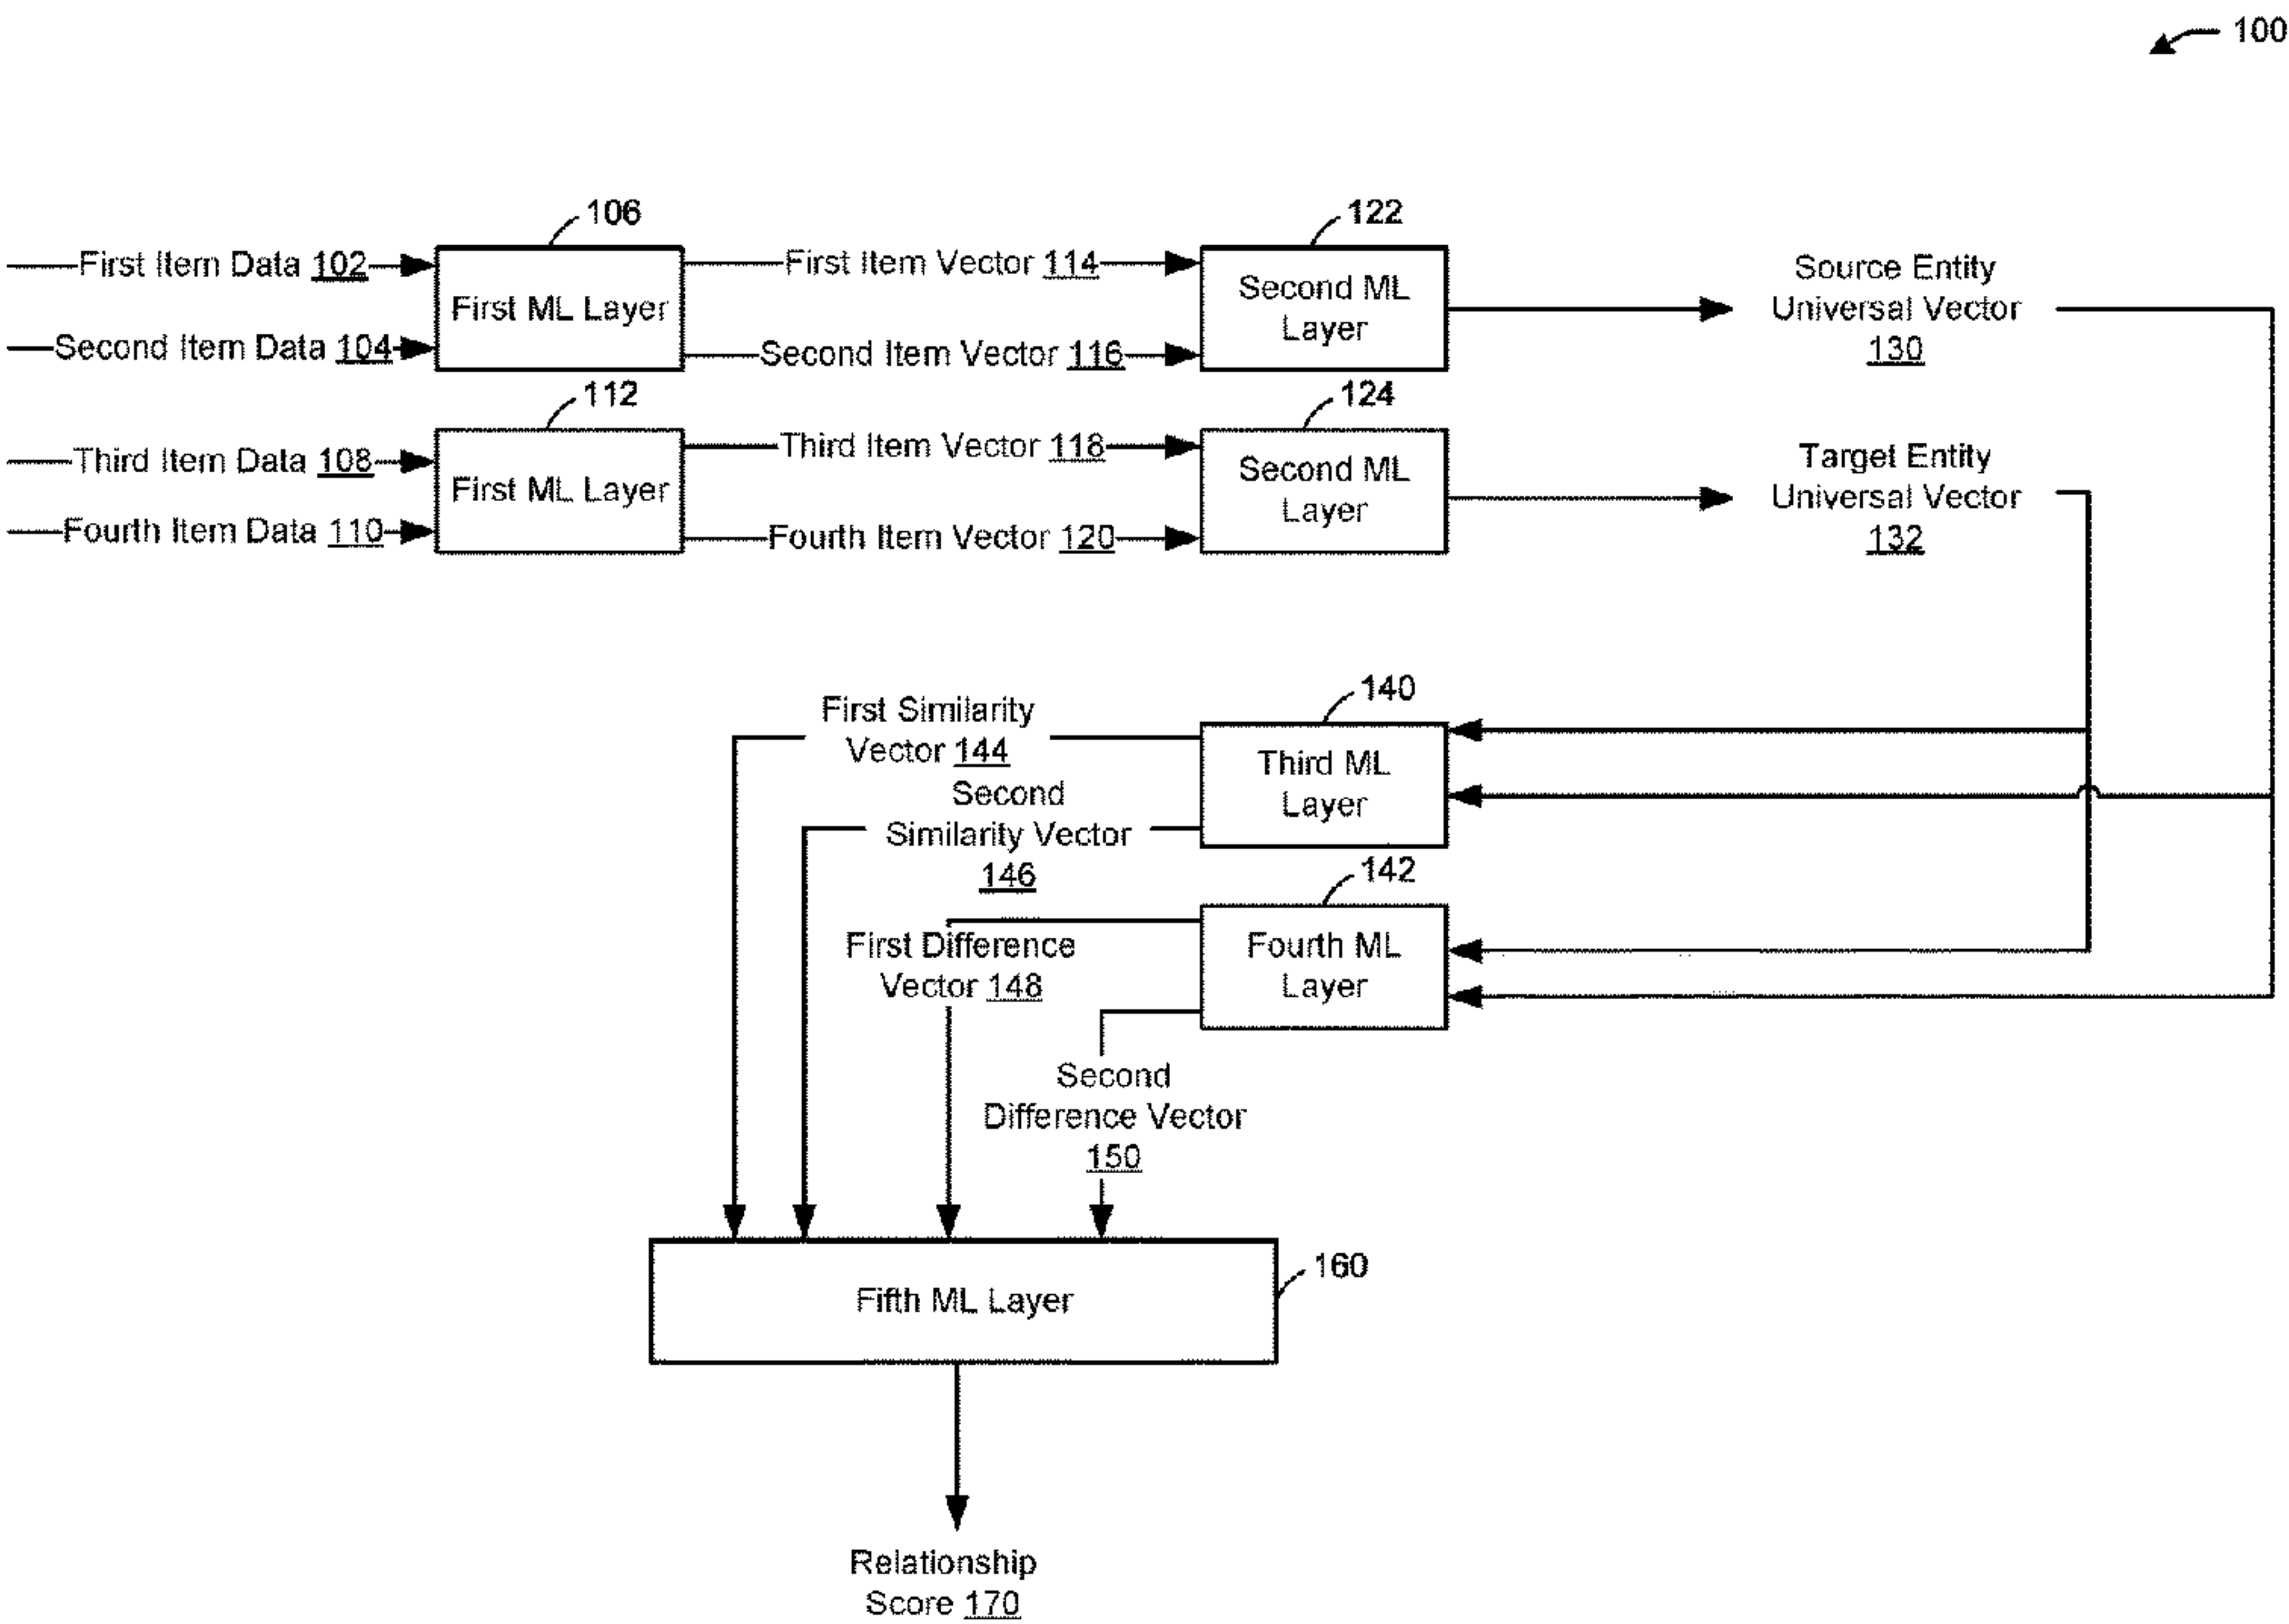 100
106
122
First Item Data 102
First Item Vector 114
First ML Layer
Second ML
Layer
Source Entity
Universal Vector
130
Second Item Data 104
Second Item Vector 116
112
124
Third Item Data 108
Third Item Vector 118
First ML Layer
Second ML
Layer
Target Entity
Universal Vector
132
Fourth Item Data 110
Fourth Item Vector 120
140
First Similarity
Vector 144
Third ML
Layer
Second
Similarity Vector
146
142
First Difference
Vector 148
Fourth ML
Layer
Second
Difference Vector
150
160
Fifth ML Layer
Relationship
Score 170